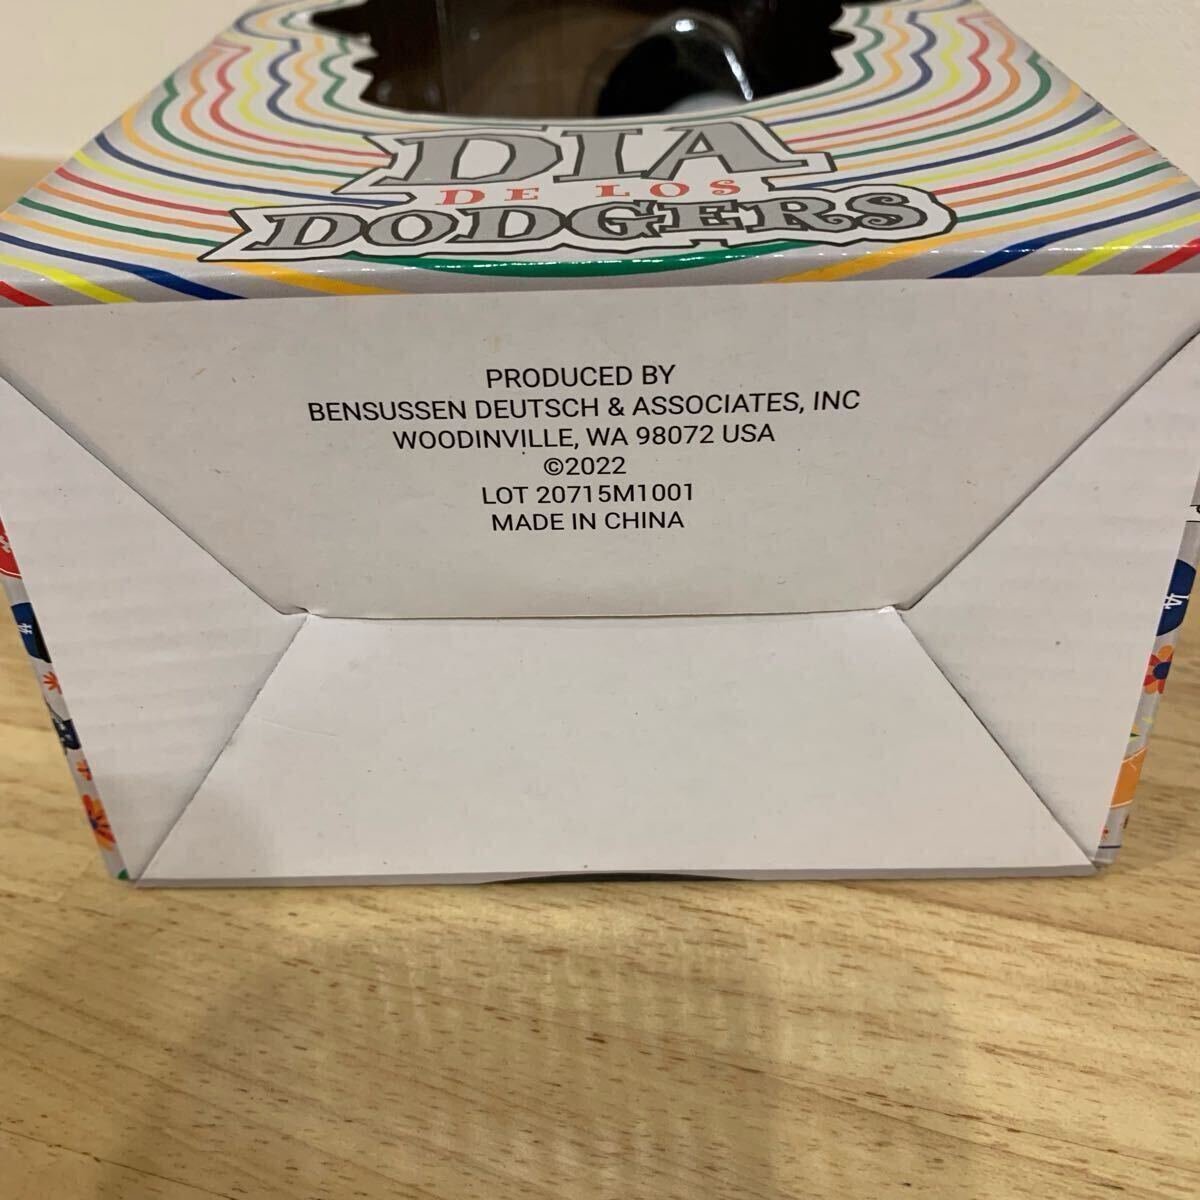 DIA
DE LOS
DODGERS
PRODUCED BY
BENSUSSEN DEUTSCH & ASSOCIATES, INC
WOODINVILLE, WA 98072 USA
©2022
LOT 20715M1001
MADE IN CHINA
LA